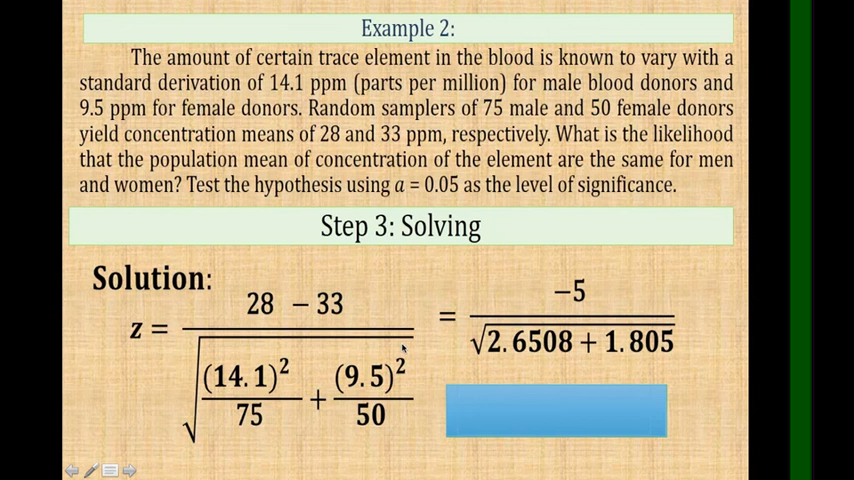 Example 2:
The amount of certain trace element in the blood is known to vary with a
standard derivation of 14.1 ppm (parts per million) for male blood donors and
9.5 ppm for female donors. Random samplers of 75 male and 50 female donors
yield concentration means of 28 and 33 ppm, respectively. What is the likelihood
that the population mean of concentration of the element are the same for men
and women? Test the hypothesis using a = 0.05 as the level of significance.
Step 3: Solving
Solution:
z = (28 − 33) / √((14.1)²/75 + (9.5)²/50) = −5 / √(2.6508 + 1.805)